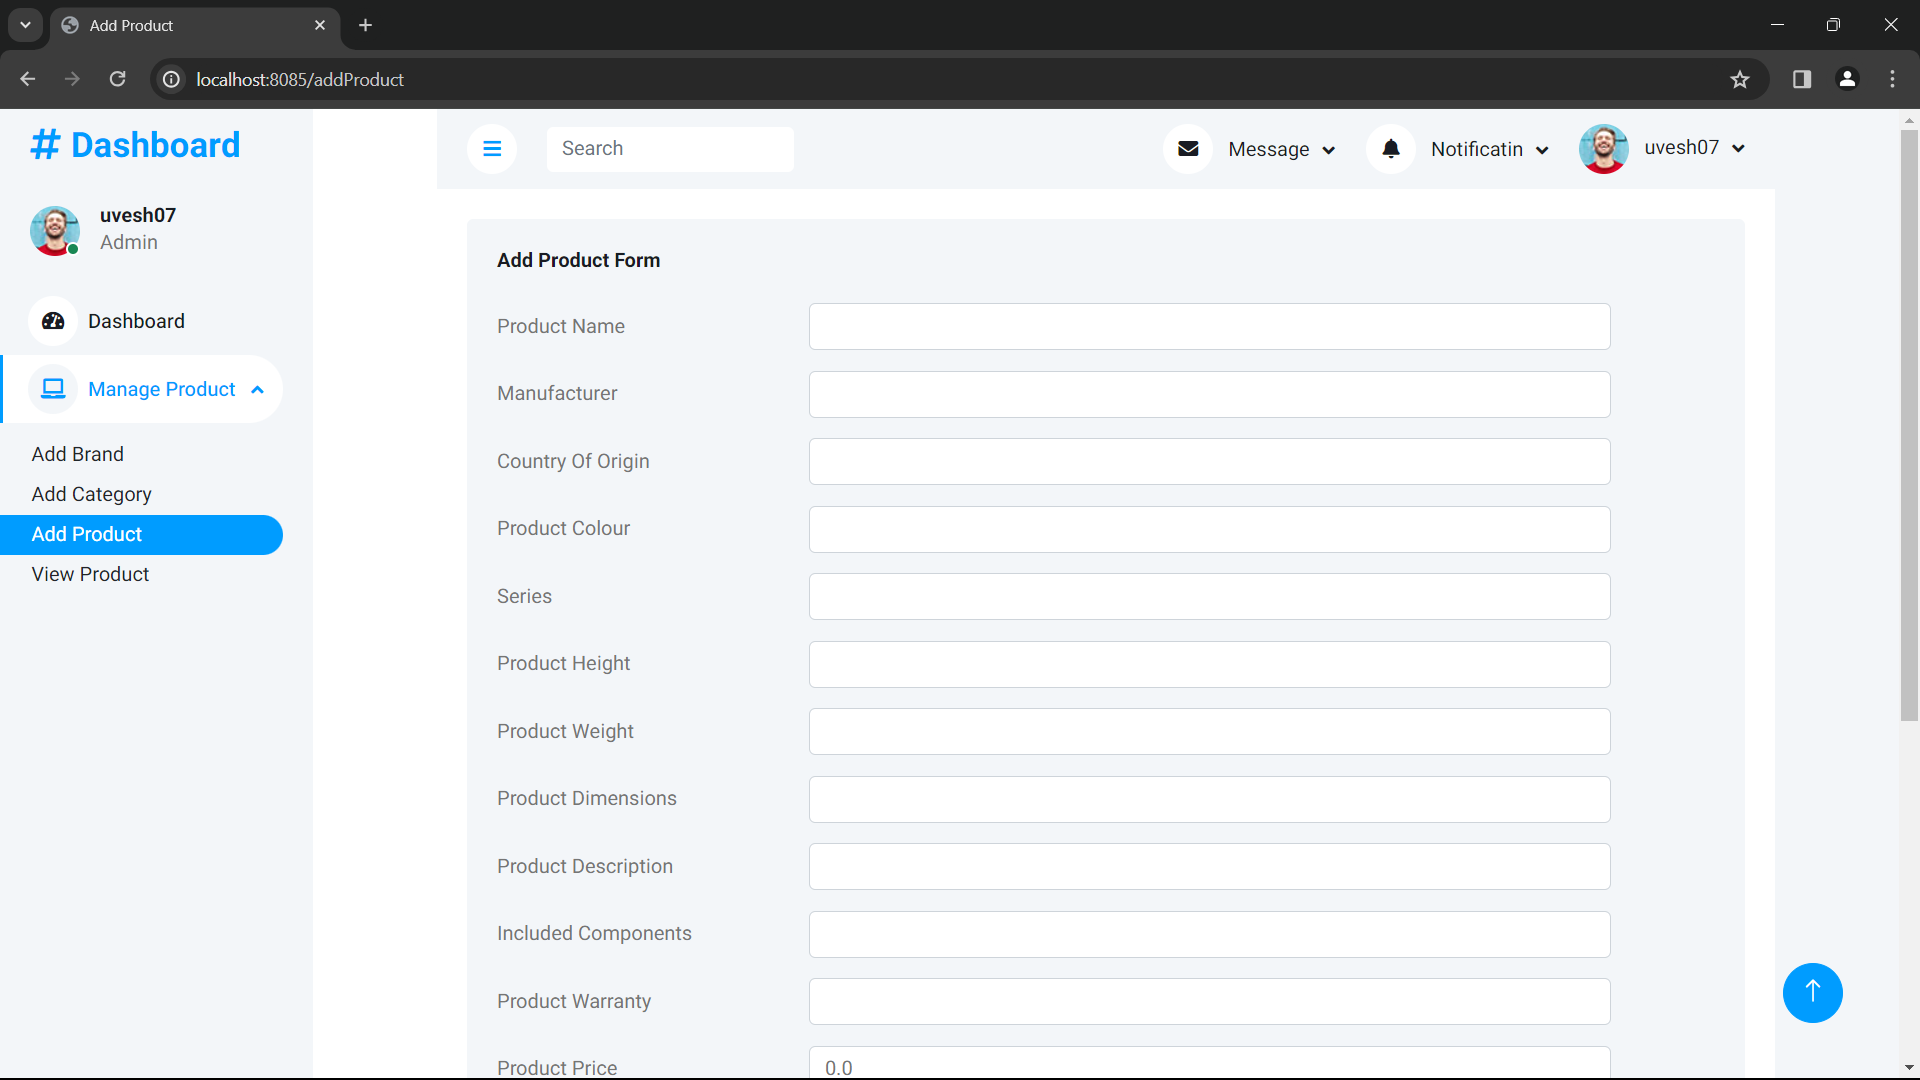 Add Product
localhost:8085/addProduct
# Dashboard
Search
Message
Notificatin
uvesh07
uvesh07
Admin
Dashboard
Manage Product
Add Brand
Add Category
Add Product
View Product
Add Product Form
Product Name
Manufacturer
Country Of Origin
Product Colour
Series
Product Height
Product Weight
Product Dimensions
Product Description
Included Components
Product Warranty
Product Price 0.0